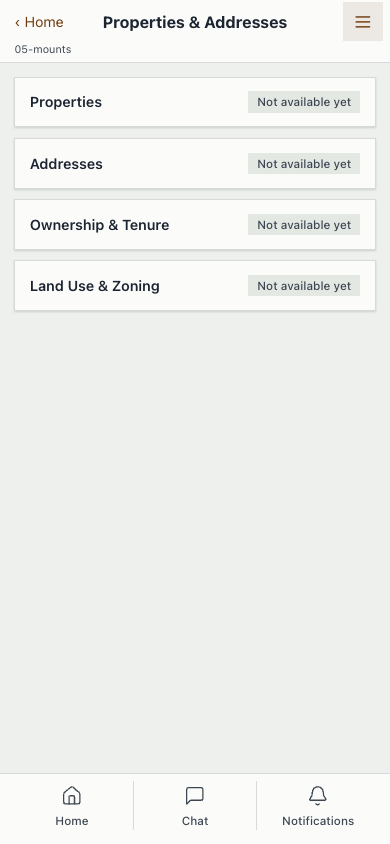 ‹ Home
Properties & Addresses
05-mounts
Properties
Not available yet
Addresses
Not available yet
Ownership & Tenure
Not available yet
Land Use & Zoning
Not available yet
Home
Chat
Notifications